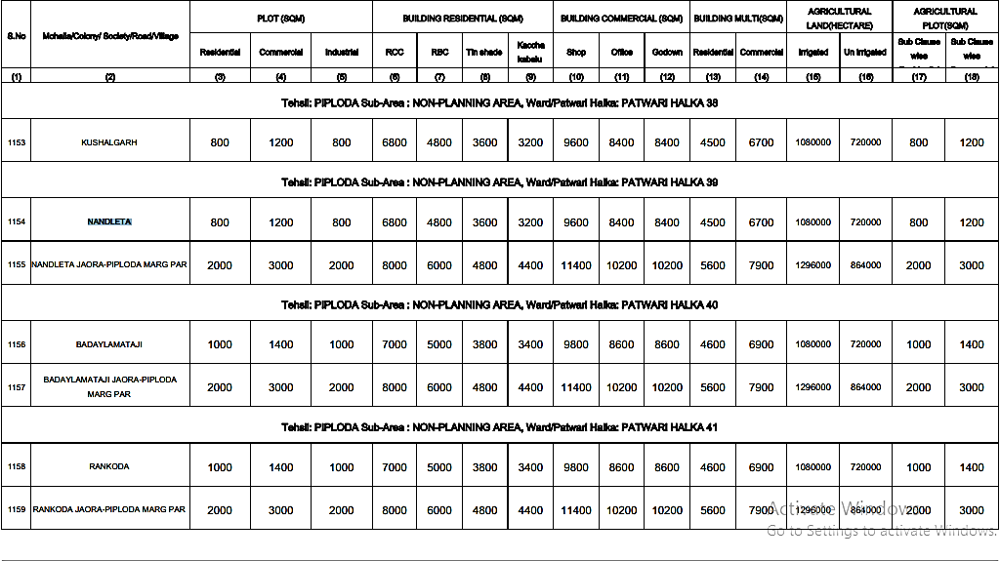 S.No Mohalla/Colony/ Society/Road/Village PLOT (SQM) BUILDING RESIDENTIAL (SQM) BUILDING COMMERCIAL (SQM) BUILDING MULTI(SQM) AGRICULTURAL LAND(HECTARE) AGRICULTURAL PLOT(SQM)
Residential Commercial Industrial RCC RBC Tin shade Kaccha kabelu Shop Office Godown Residential Commercial Irrigated Un irrigated Sub Clause wise Sub Clause wise
(1) (2) (3) (4) (5) (6) (7) (8) (9) (10) (11) (12) (13) (14) (15) (16) (17) (18)
Tehsil: PIPLODA Sub-Area : NON-PLANNING AREA, Ward/Patwari Halka: PATWARI HALKA 38
1153 KUSHALGARH 800 1200 800 6800 4800 3600 3200 9600 8400 8400 4500 6700 1080000 720000 800 1200
Tehsil: PIPLODA Sub-Area : NON-PLANNING AREA, Ward/Patwari Halka: PATWARI HALKA 39
1154 NANDLETA 800 1200 800 6800 4800 3600 3200 9600 8400 8400 4500 6700 1080000 720000 800 1200
1155 NANDLETA JAORA-PIPLODA MARG PAR 2000 3000 2000 8000 6000 4800 4400 11400 10200 10200 5600 7900 1296000 864000 2000 3000
Tehsil: PIPLODA Sub-Area : NON-PLANNING AREA, Ward/Patwari Halka: PATWARI HALKA 40
1156 BADAYLAMATAJI 1000 1400 1000 7000 5000 3800 3400 9800 8600 8600 4600 6900 1080000 720000 1000 1400
1157 BADAYLAMATAJI JAORA-PIPLODA MARG PAR 2000 3000 2000 8000 6000 4800 4400 11400 10200 10200 5600 7900 1296000 864000 2000 3000
Tehsil: PIPLODA Sub-Area : NON-PLANNING AREA, Ward/Patwari Halka: PATWARI HALKA 41
1158 RANKODA 1000 1400 1000 7000 5000 3800 3400 9800 8600 8600 4600 6900 1080000 720000 1000 1400
1159 RANKODA JAORA-PIPLODA MARG PAR 2000 3000 2000 8000 6000 4800 4400 11400 10200 10200 5600 7900 1296000 864000 2000 3000
Activate Windows
Go to Settings to activate Windows.